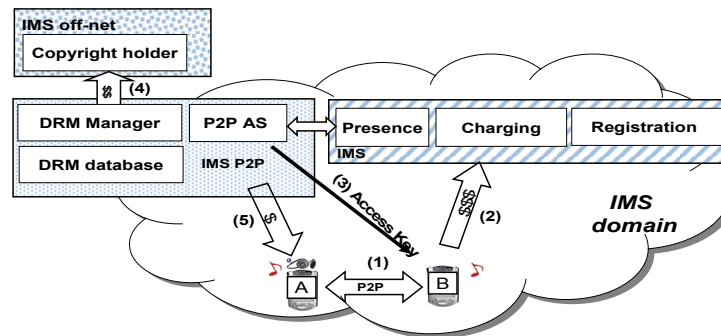 IMS off-net
Copyright holder
$$
(4)
DRM Manager
P2P AS
DRM database
IMS P2P
Presence
Charging
Registration
IMS
(3) Access Key
$$$$
(2)
IMS
domain
(5)
$$
(1)
A
P2P
B